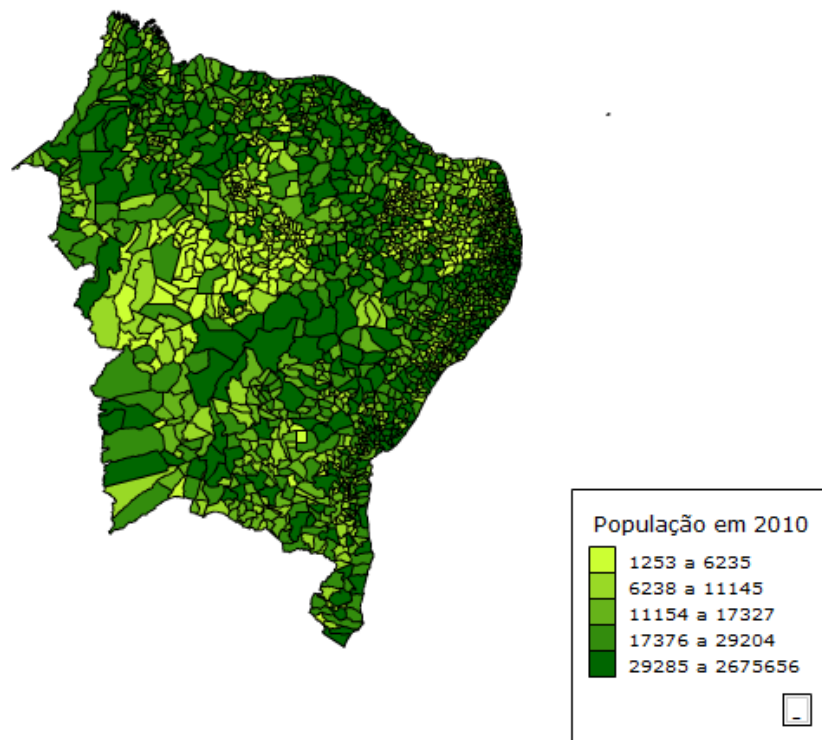 População em 2010
1253 a 6235
6238 a 11145
11154 a 17327
17376 a 29204
29285 a 2675656